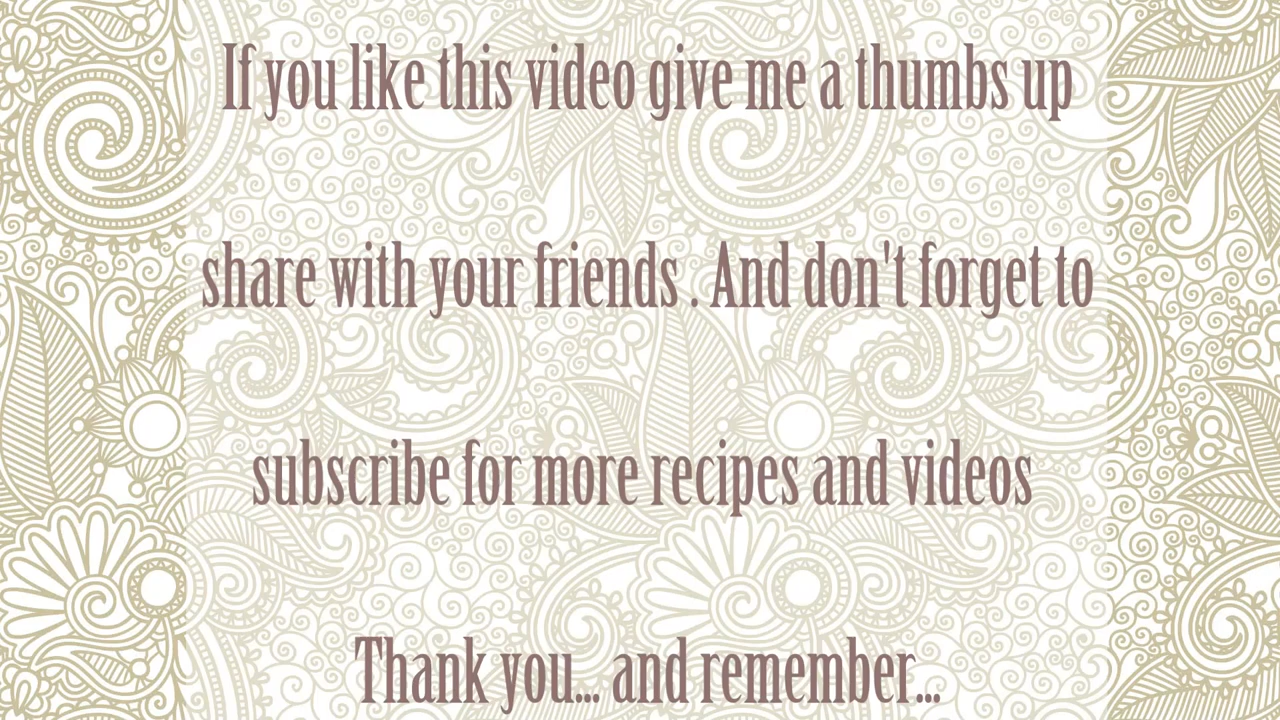 If you like this video give me a thumbs up
share with your friends . And don't forget to
subscribe for more recipes and videos
Thank you... and remember...